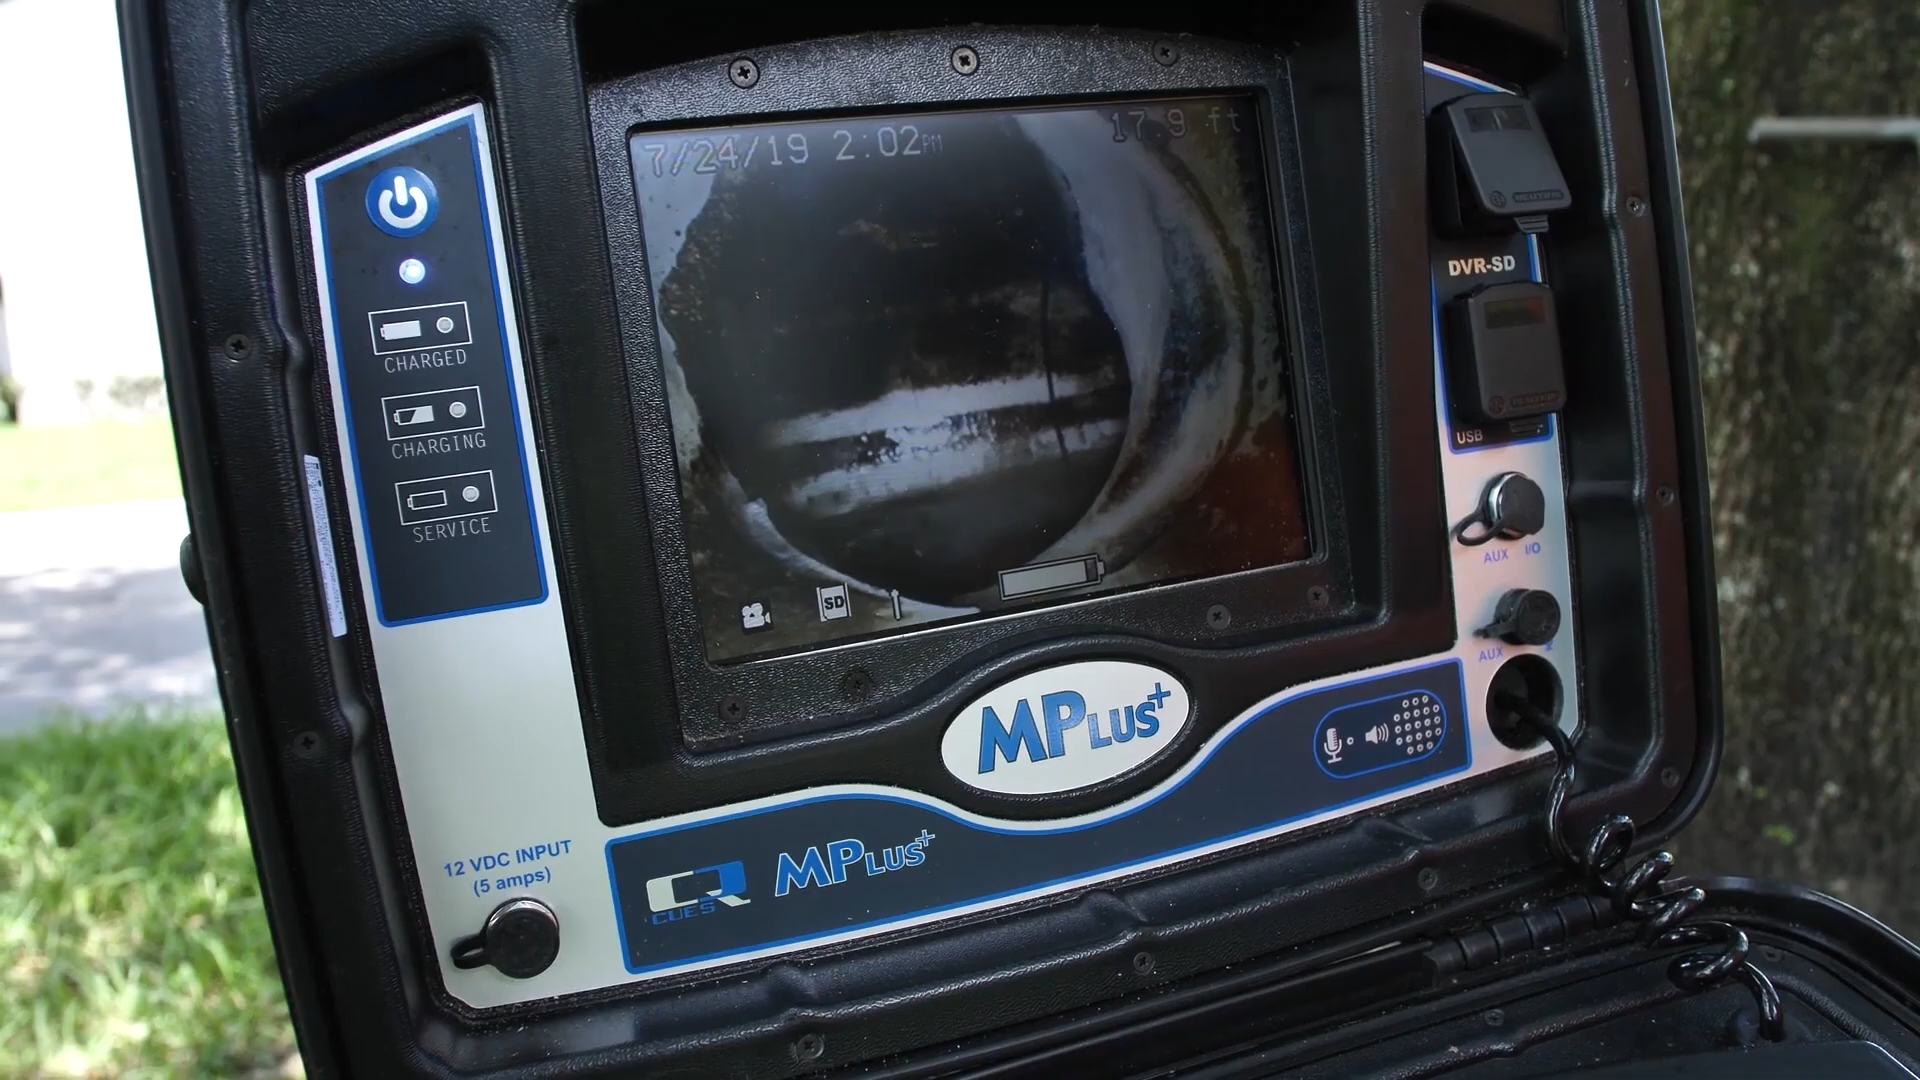 7/24/19 2:02PM
17.9 ft
CHARGED
CHARGING
SERVICE
SD
DVR-SD
USB
AUX I/O
AUX
MPLUS+
12 VDC INPUT
(5 amps)
CUES
MPLUS+